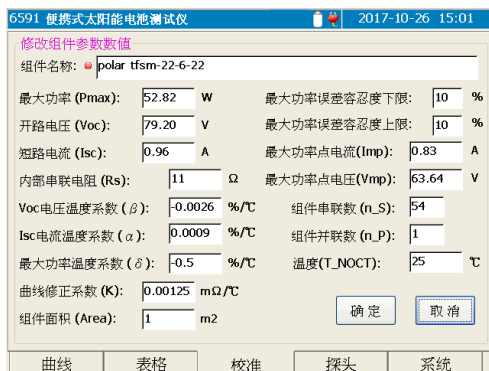 6591 便携式太阳能电池测试仪 2017-10-26 15:01
修改组件参数数值
组件名称: polar tfsm-22-6-22
最大功率 (Pmax): 52.82 W 最大功率误差容忍度下限: 10 %
开路电压 (Voc): 79.20 V 最大功率误差容忍度上限: 10 %
短路电流 (Isc): 0.96 A 最大功率点电流(Imp): 0.83 A
内部串联电阻 (Rs): 11 Ω 最大功率点电压(Vmp): 63.64 V
Voc电压温度系数 ( β ): -0.0026 %/℃ 组件串联数 (n_S): 54
Isc电流温度系数 ( α ): 0.0009 %/℃ 组件并联数 (n_P): 1
最大功率温度系数 ( δ ): -0.5 %/℃ 温度(T_NOCT): 25 ℃
曲线修正系数 (K): 0.00125 mΩ/℃
组件面积 (Area): 1 m2
确定 取消
曲线 表格 校准 探头 系统